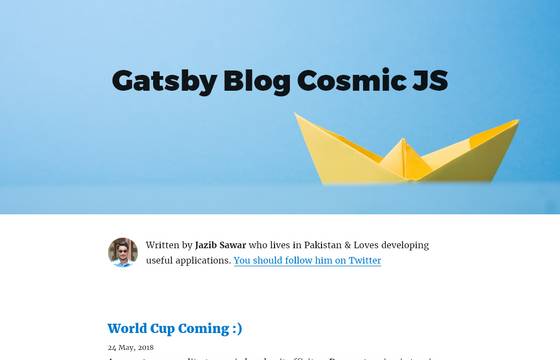 Gatsby Blog Cosmic JS
Written by Jazib Sawar who lives in Pakistan & Loves developing
useful applications. You should follow him on Twitter
World Cup Coming :)
24 May, 2018